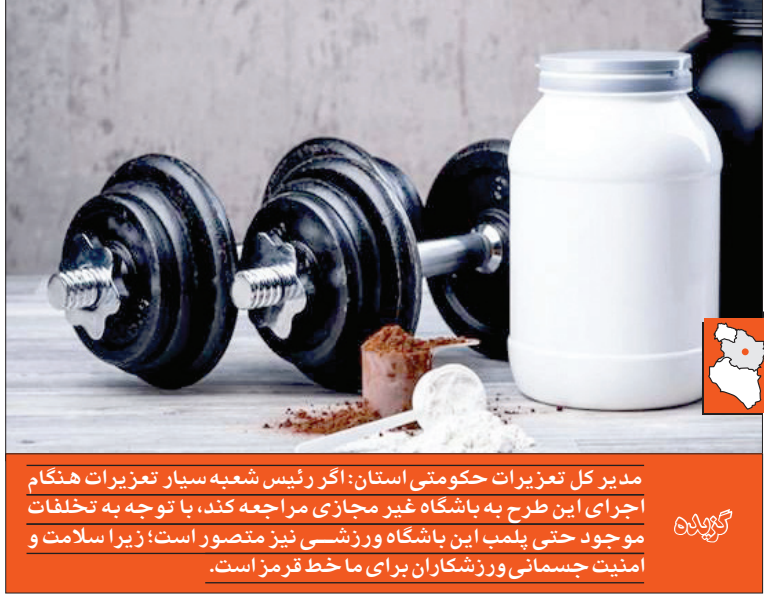 مدیر کل تعزیرات حکومتی استان: اگر رئیس شعبه سیار تعزیرات هنگام
اجرای این طرح به باشگاه غیر مجازی مراجعه کند، با توجه به تخلفات
موجود حتی پلمب این باشگاه ورزشــی نیز متصور است؛ زیرا سلامت و
امنیت جسمانی ورزشکاران برای ما خط قرمز است.
گزیده